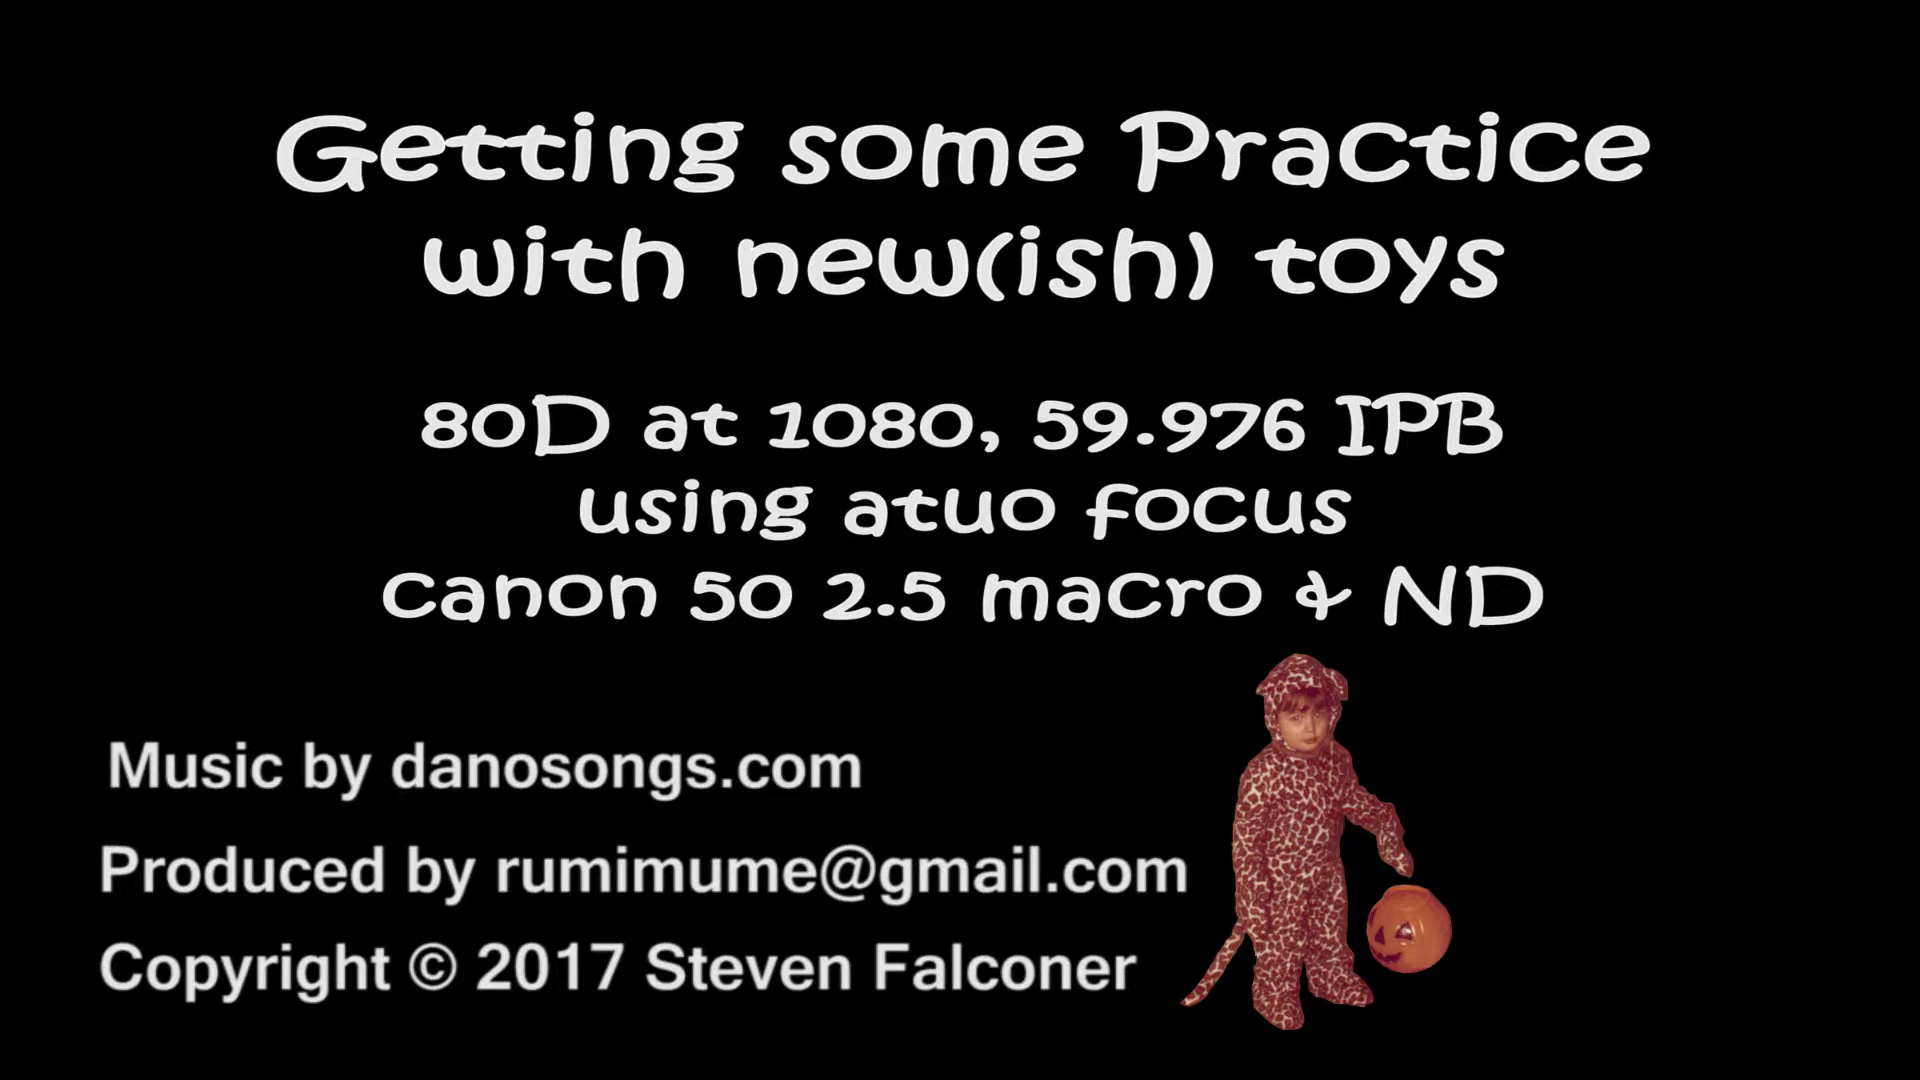 Getting some Practice
with new(ish) toys
80D at 1080, 59.976 IPB
using atuo focus
canon 50 2.5 macro & ND
Music by danosongs.com
Produced by rumimume@gmail.com
Copyright © 2017 Steven Falconer